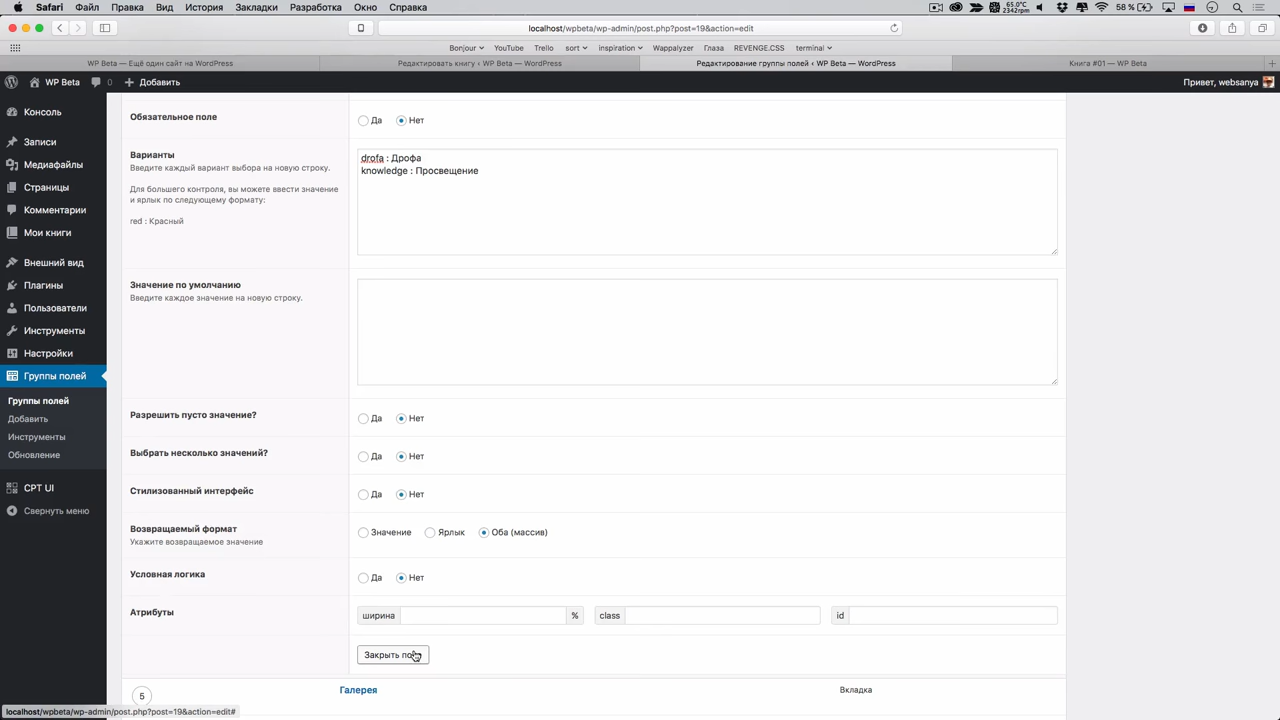 Safari Файл Правка Вид История Закладки Разработка Окно Справка
65.0°C
2342rpm
58 %
localhost/wpbeta/wp-admin/post.php?post=19&action=edit
Bonjour YouTube Trello sort inspiration Wappalyzer Глаза REVENGE.CSS terminal
WP Beta — Ещё один сайт на WordPress
Редактировать книгу ‹ WP Beta — WordPress
Редактирование группы полей ‹ WP Beta — WordPress
Книга #01 — WP Beta
WP Beta 0 + Добавить
Привет, websanya
Консоль
Записи
Медиафайлы
Страницы
Комментарии
Мои книги
Внешний вид
Плагины
Пользователи
Инструменты
Настройки
Группы полей
Группы полей
Добавить
Инструменты
Обновление
CPT UI
Свернуть меню
Обязательное поле
Да Нет
Варианты
Введите каждый вариант выбора на новую строку.
Для большего контроля, вы можете ввести значение
и ярлык по следующему формату:
red : Красный
drofa : Дрофа
knowledge : Просвещение
Значение по умолчанию
Введите каждое значение на новую строку.
Разрешить пусто значение?
Да Нет
Выбрать несколько значений?
Да Нет
Стилизованный интерфейс
Да Нет
Возвращаемый формат
Укажите возвращаемое значение
Значение Ярлык Оба (массив)
Условная логика
Да Нет
Атрибуты
ширина % class id
Закрыть
5 Галерея Вкладка
localhost/wpbeta/wp-admin/post.php?post=19&action=edit#